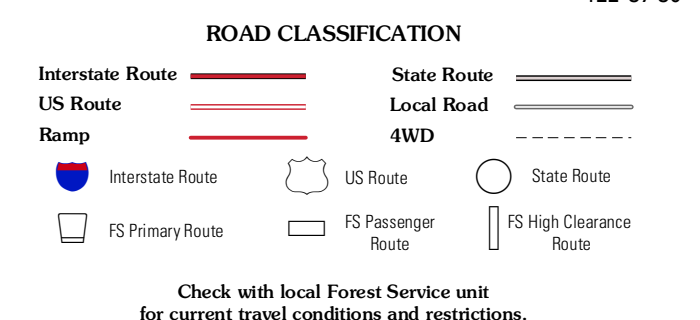 ROAD CLASSIFICATION
Interstate Route
State Route
US Route
Local Road
Ramp
4WD
Interstate Route
US Route
State Route
FS Primary Route
FS Passenger
Route
FS High Clearance
Route
Check with local Forest Service unit
for current travel conditions and restrictions.